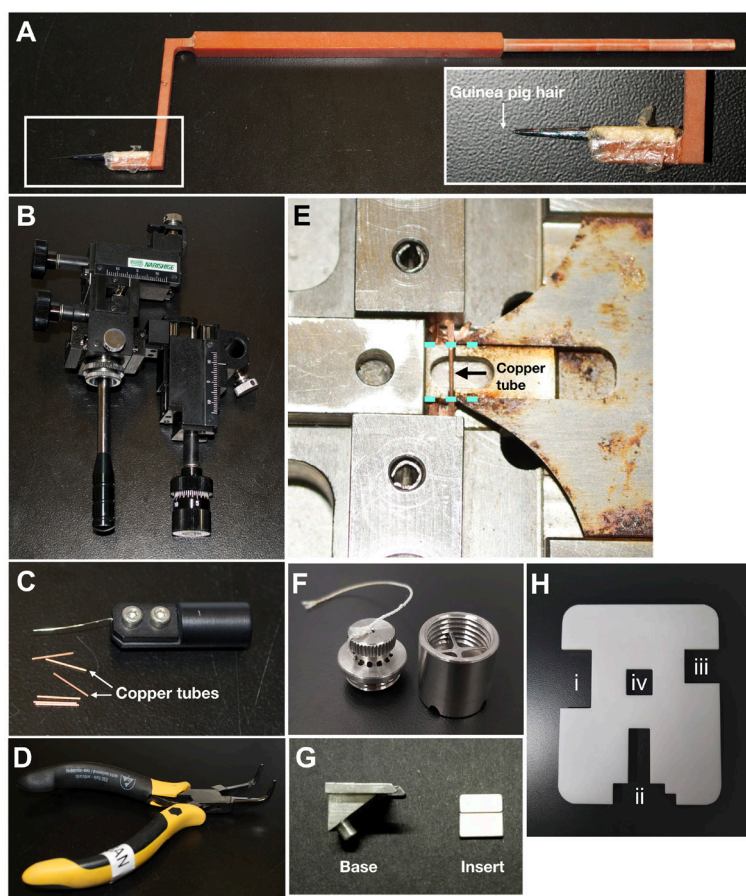 A
Guinea pig hair
B
NARISHIGE
E
Copper
tube
C
Copper tubes
F
H
i
iii
iv
ii
D
AN
G
Base
Insert